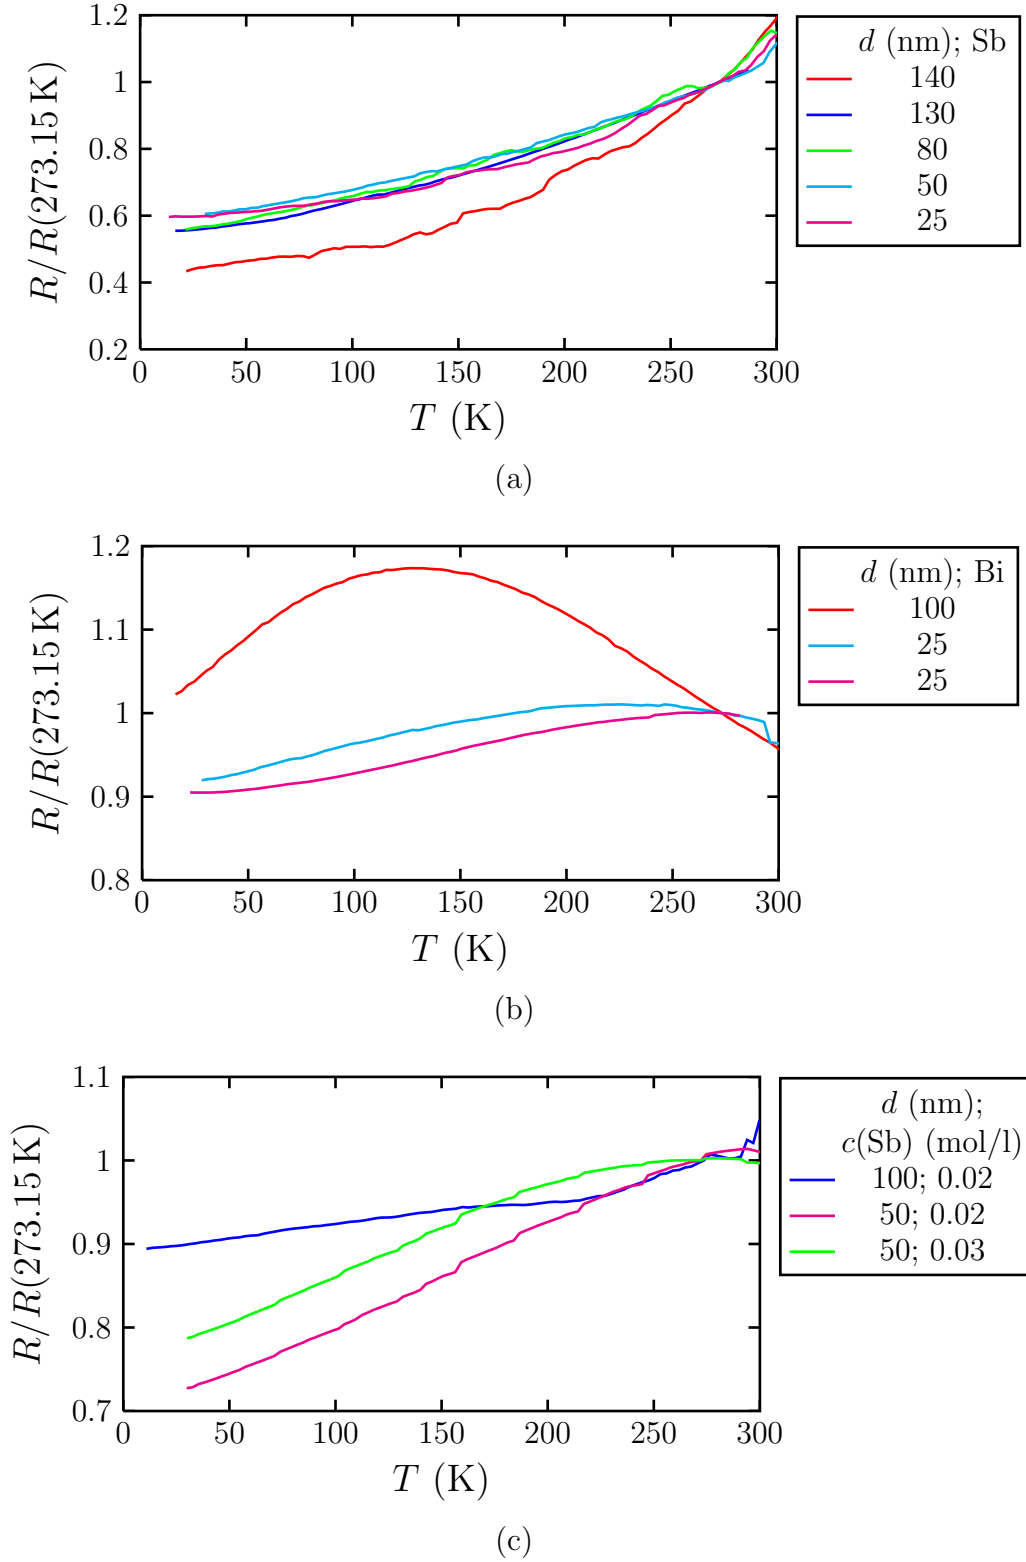 1.2
1
0.8
0.6
0.4
0.2
R/R(273.15 K)
0 50 100 150 200 250 300
T (K)
d (nm); Sb
140
130
80
50
25
(a)
1.2
1.1
1
0.9
0.8
R/R(273.15 K)
0 50 100 150 200 250 300
T (K)
d (nm); Bi
100
25
25
(b)
1.1
1
0.9
0.8
0.7
R/R(273.15 K)
0 50 100 150 200 250 300
T (K)
d (nm);
c(Sb) (mol/l)
100; 0.02
50; 0.02
50; 0.03
(c)